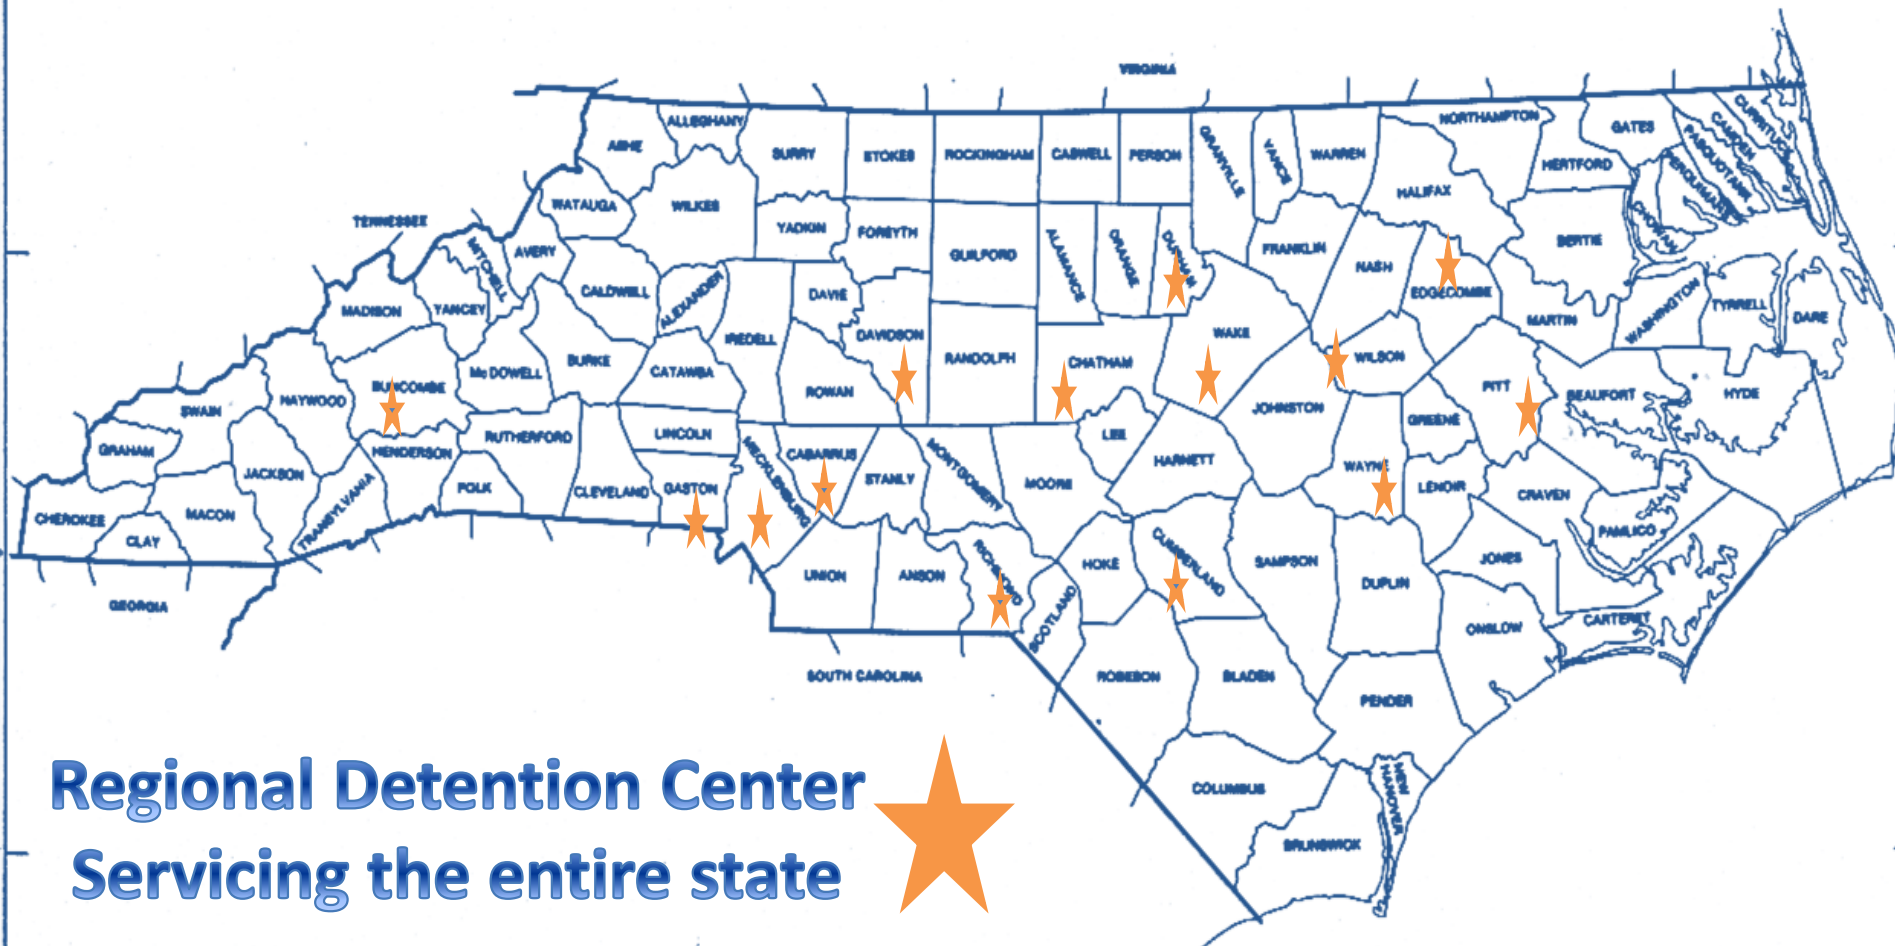 VIRGINIA
ALLEGHANY
ASHE
SURRY
STOKES
ROCKINGHAM
CASWELL
PERSON
GRANVILLE
VANCE
WARREN
NORTHAMPTON
GATES
CURRITUCK
CAMDEN
PASQUOTANK
PERQUIMANS
HERTFORD
HALIFAX
WATAUGA
WILKES
YADKIN
FORSYTH
GUILFORD
ALAMANCE
ORANGE
DURHAM
FRANKLIN
NASH
EDGECOMBE
BERTIE
CHOWAN
TENNESSEE
MITCHELL
AVERY
CALDWELL
ALEXANDER
DAVIE
MADISON
YANCEY
IREDELL
DAVIDSON
RANDOLPH
CHATHAM
WAKE
WILSON
MARTIN
WASHINGTON
TYRRELL
DARE
BUNCOMBE
McDOWELL
BURKE
CATAWBA
ROWAN
JOHNSTON
GREENE
PITT
BEAUFORT
HYDE
SWAIN
HAYWOOD
GRAHAM
JACKSON
HENDERSON
RUTHERFORD
LINCOLN
MECKLENBURG
CABARRUS
STANLY
MONTGOMERY
MOORE
LEE
HARNETT
WAYNE
LENOIR
CRAVEN
PAMLICO
CHEROKEE
CLAY
MACON
TRANSYLVANIA
POLK
CLEVELAND
GASTON
UNION
ANSON
RICHMOND
SCOTLAND
HOKE
CUMBERLAND
SAMPSON
DUPLIN
JONES
CARTERET
ONSLOW
GEORGIA
SOUTH CAROLINA
ROBESON
BLADEN
PENDER
COLUMBUS
NEW
HANOVER
BRUNSWICK
Regional Detention Center
Servicing the entire state